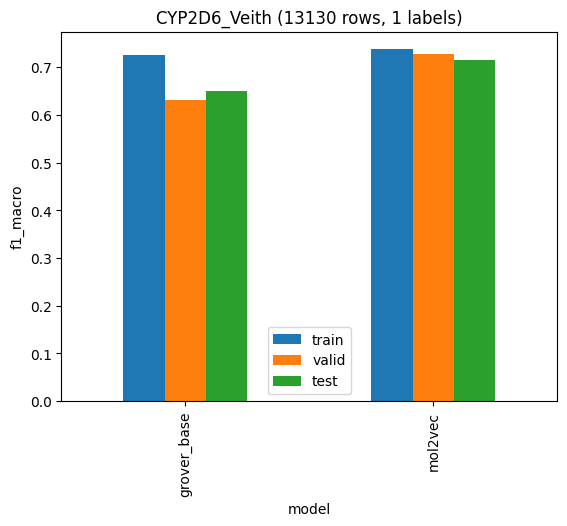 CYP2D6_Veith (13130 rows, 1 labels)
f1_macro
0.7
0.6
0.5
0.4
0.3
0.2
0.1
0.0
train
valid
test
grover_base
mol2vec
model